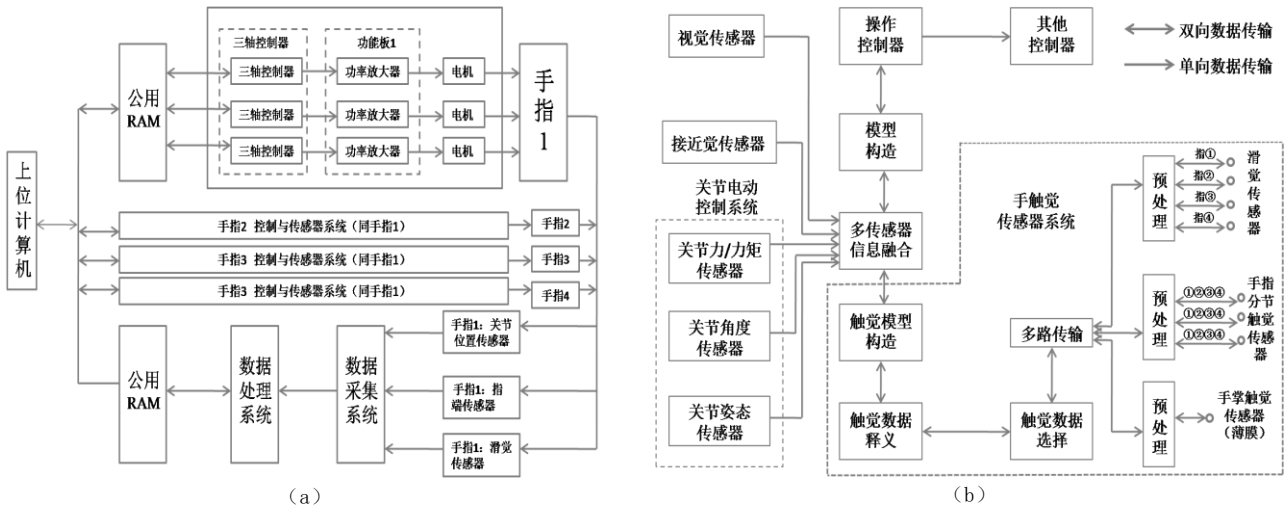 上位计算机
公用
RAM
三轴控制器
功能板1
三轴控制器
功率放大器
电机
三轴控制器
功率放大器
电机
三轴控制器
功率放大器
电机
手指1
手指2 控制与传感器系统(同手指1)
手指2
手指3 控制与传感器系统(同手指1)
手指3
手指3 控制与传感器系统(同手指1)
手指4
公用
RAM
数据
处理
系统
数据
采集
系统
手指1:关节
位置传感器
手指1:指
端传感器
手指1:滑觉
传感器
(a)
视觉传感器
接近觉传感器
关节电动
控制系统
关节力/力矩
传感器
关节角度
传感器
关节姿态
传感器
操作
控制器
其他
控制器
模型
构造
多传感器
信息融合
触觉模型
构造
触觉数据
释义
触觉数据
选择
多路传输
手触觉
传感器系统
双向数据传输
单向数据传输
预处理
指①
指②
指③
指④
滑觉传感器
预处理
①②③④
①②③④
①②③④
手指
分节
触觉
传感
器
预处理
手掌触觉
传感器
(薄膜)
(b)